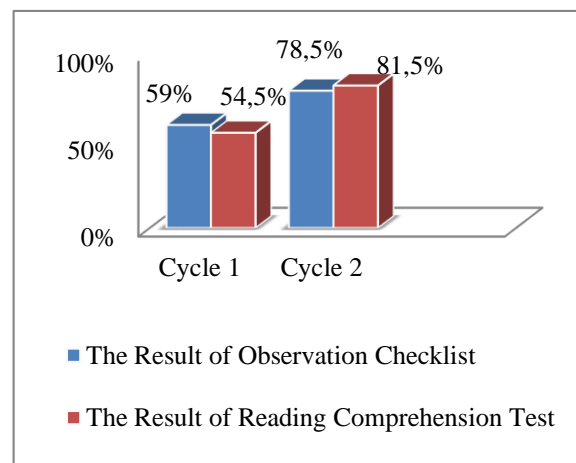 78,5%
100%
81,5%
59%
54,5%
50%
0%
Cycle 1
Cycle 2
The Result of Observation Checklist
The Result of Reading Comprehension Test